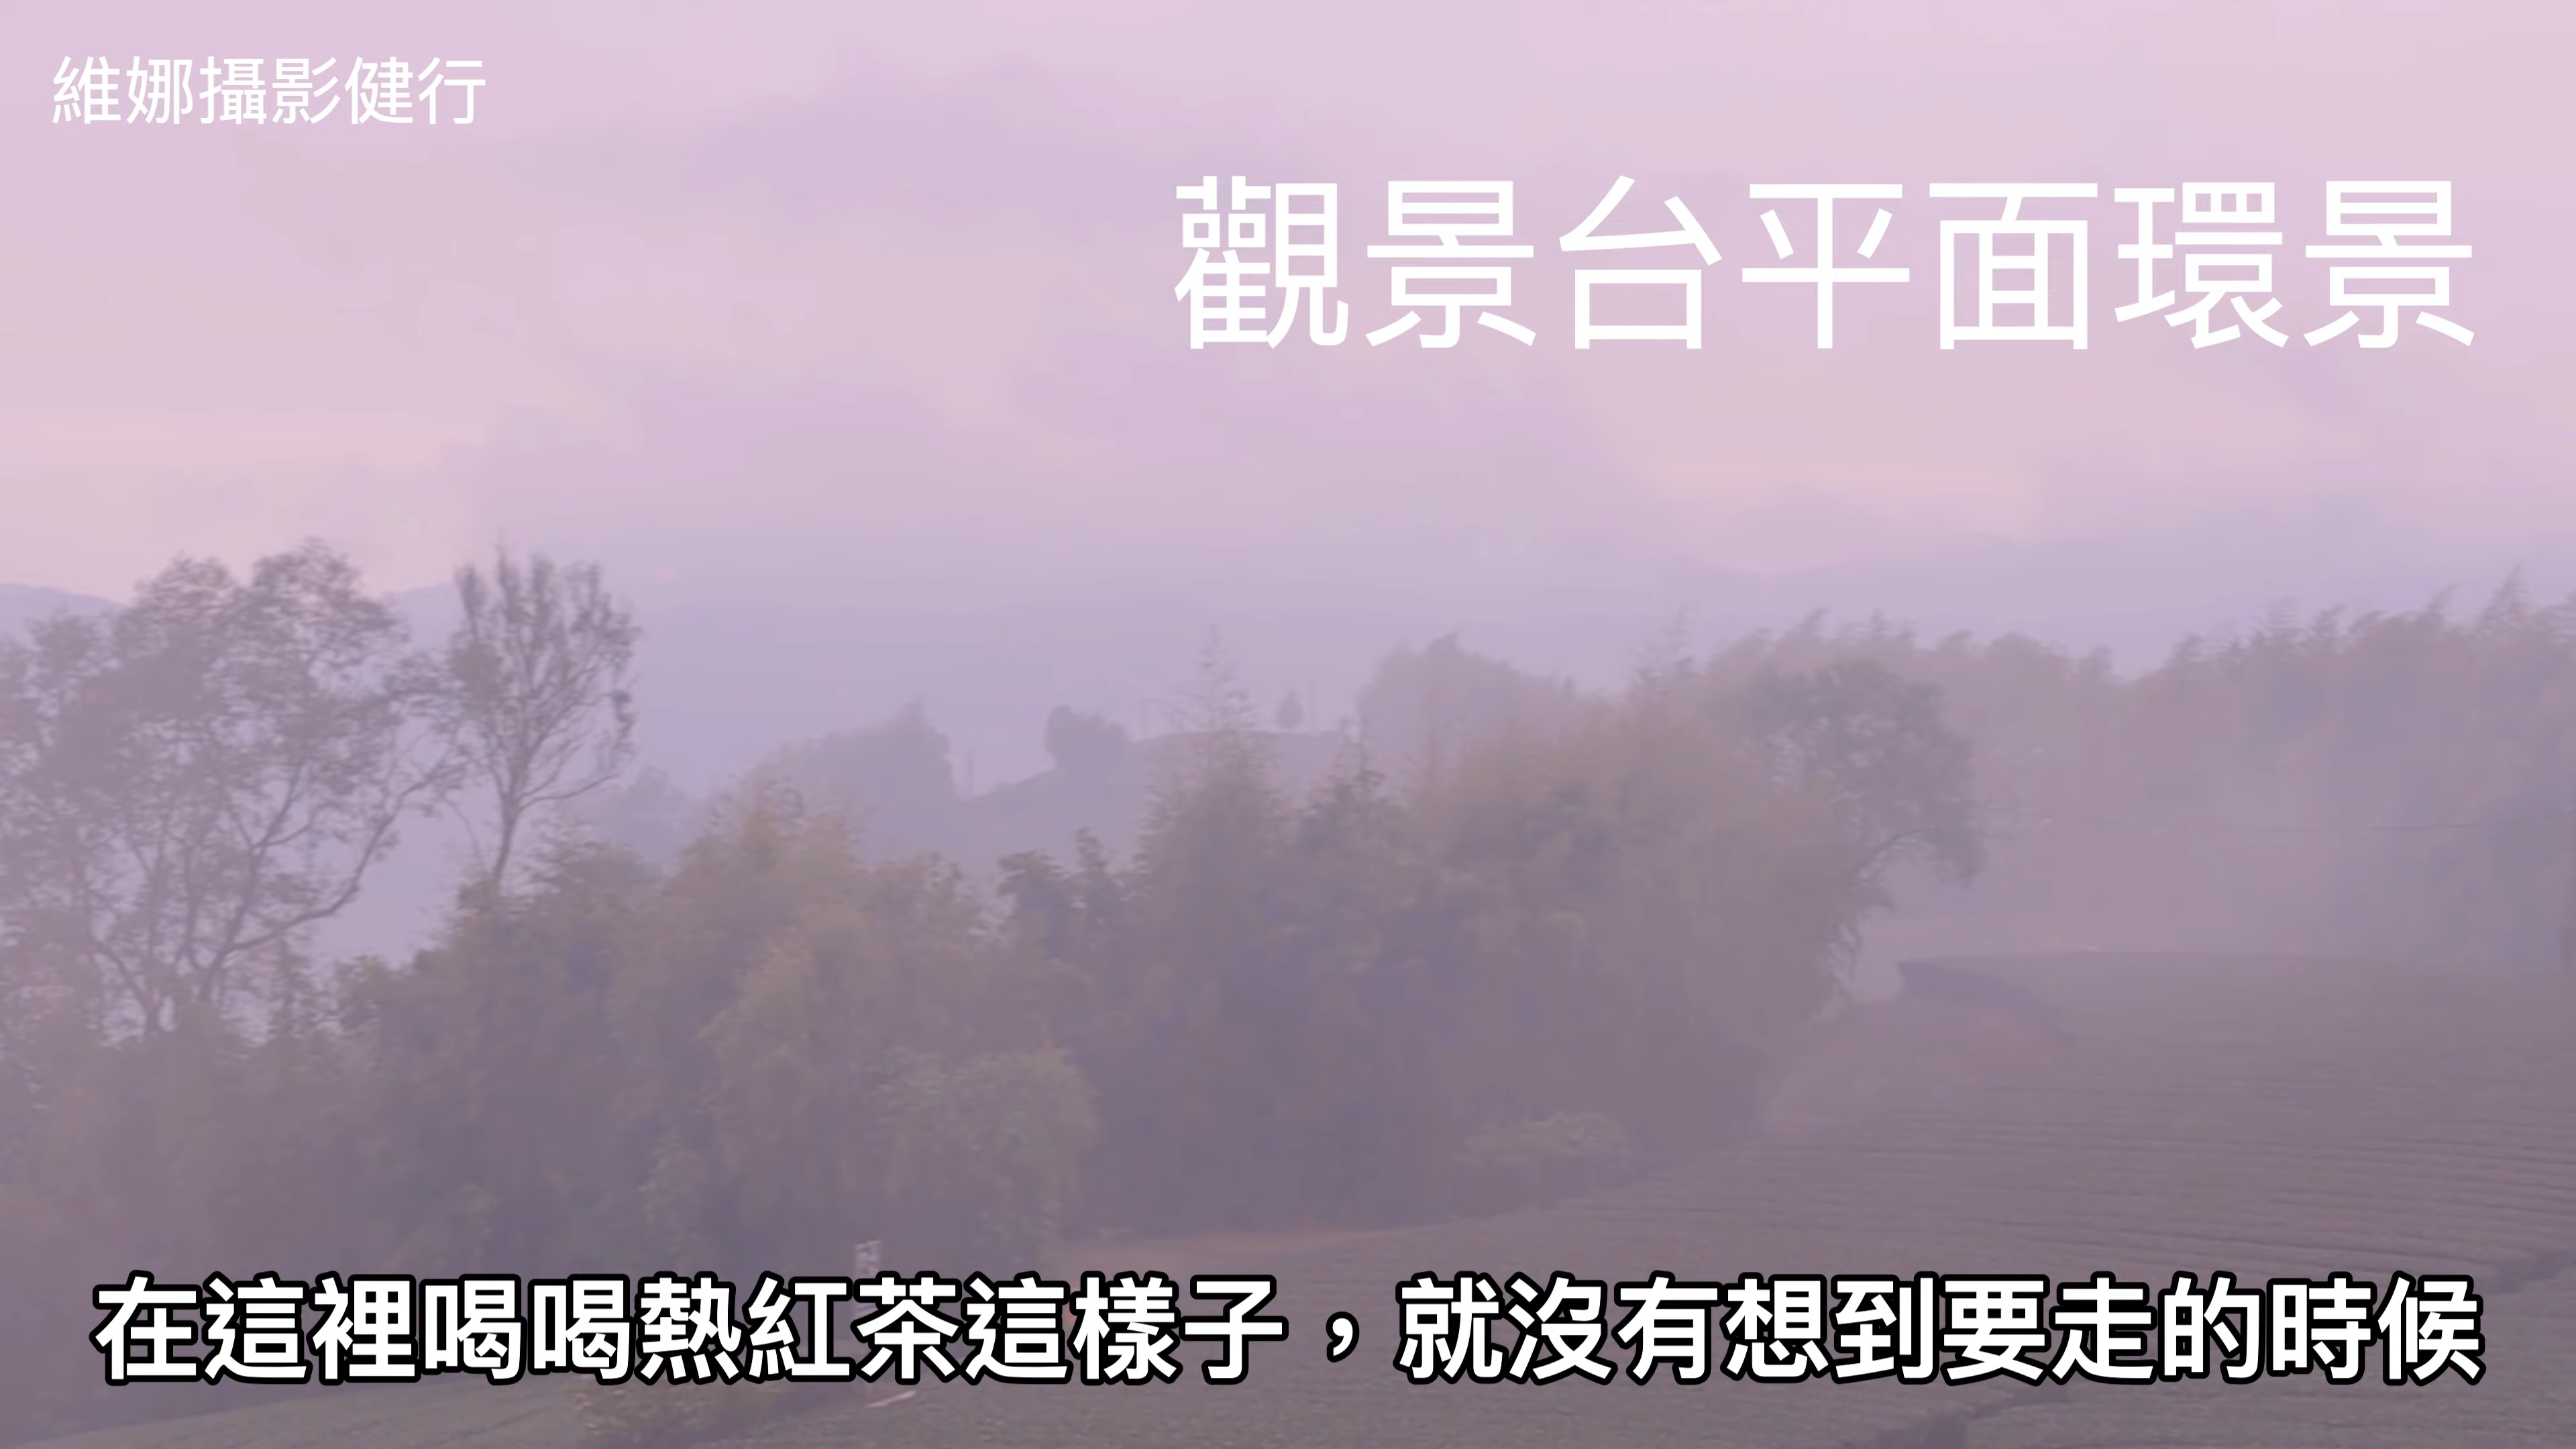 維娜攝影健行
觀景台平面環景
在這裡喝喝熱紅茶這樣子，就沒有想到要走的時候